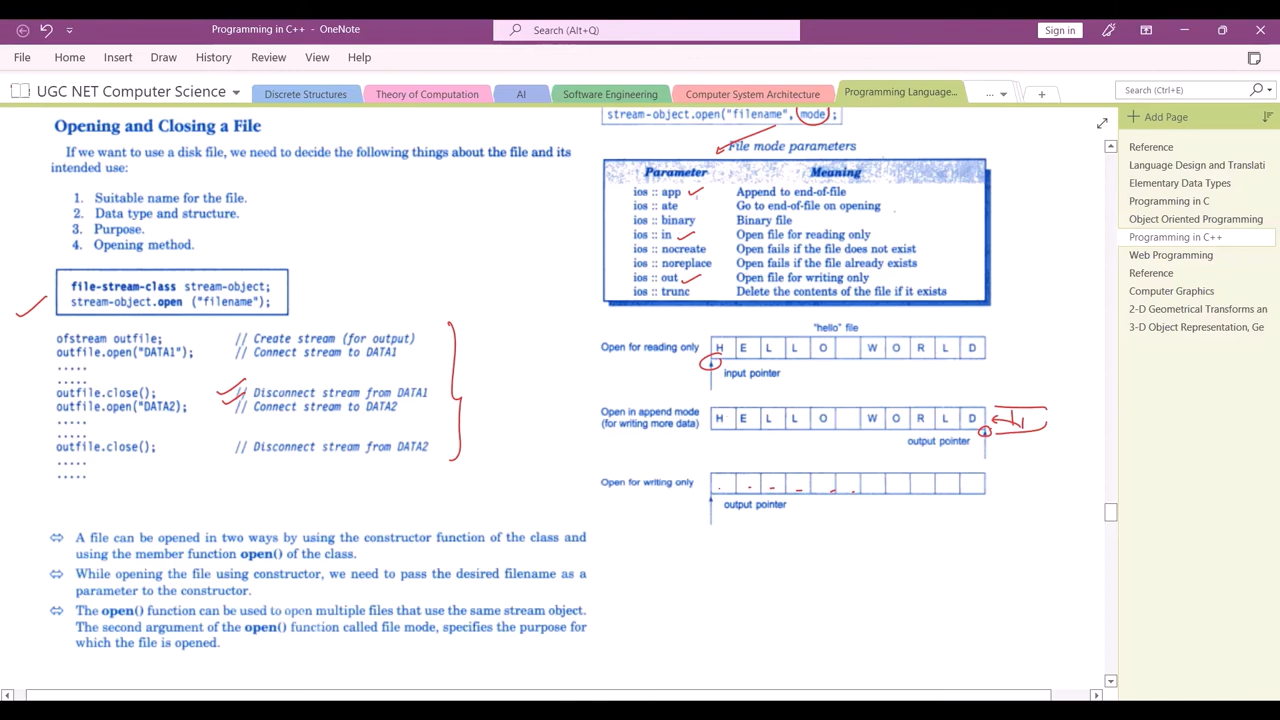 Programming in C++ - OneNote
Search (Alt+Q)
Sign in
File Home Insert Draw History Review View Help
UGC NET Computer Science
Discrete Structures
Theory of Computation
AI
Software Engineering
Computer System Architecture
Programming Language...
...
Search (Ctrl+E)
Add Page
Reference
Language Design and Translati
Elementary Data Types
Programming in C
Object Oriented Programming
Programming in C++
Web Programming
Reference
Computer Graphics
2-D Geometrical Transforms an
3-D Object Representation, Ge
Opening and Closing a File
If we want to use a disk file, we need to decide the following things about the file and its
intended use:
1. Suitable name for the file.
2. Data type and structure.
3. Purpose.
4. Opening method.
file-stream-class stream-object;
stream-object.open ("filename");
ofstream outfile; // Create stream (for output)
outfile.open("DATA1"); // Connect stream to DATA1
.....
.....
outfile.close(); // Disconnect stream from DATA1
outfile.open("DATA2); // Connect stream to DATA2
.....
.....
outfile.close(); // Disconnect stream from DATA2
.....
.....
⇔ A file can be opened in two ways by using the constructor function of the class and
using the member function open() of the class.
⇔ While opening the file using constructor, we need to pass the desired filename as a
parameter to the constructor.
⇔ The open() function can be used to open multiple files that use the same stream object.
The second argument of the open() function called file mode, specifies the purpose for
which the file is opened.
stream-object.open("filename", mode);
File mode parameters
Parameter Meaning
ios :: app Append to end-of-file
ios :: ate Go to end-of-file on opening
ios :: binary Binary file
ios :: in Open file for reading only
ios :: nocreate Open fails if the file does not exist
ios :: noreplace Open fails if the file already exists
ios :: out Open file for writing only
ios :: trunc Delete the contents of the file if it exists
"hello" file
Open for reading only H E L L O W O R L D
input pointer
Open in append mode
(for writing more data) H E L L O W O R L D
output pointer
Open for writing only
output pointer